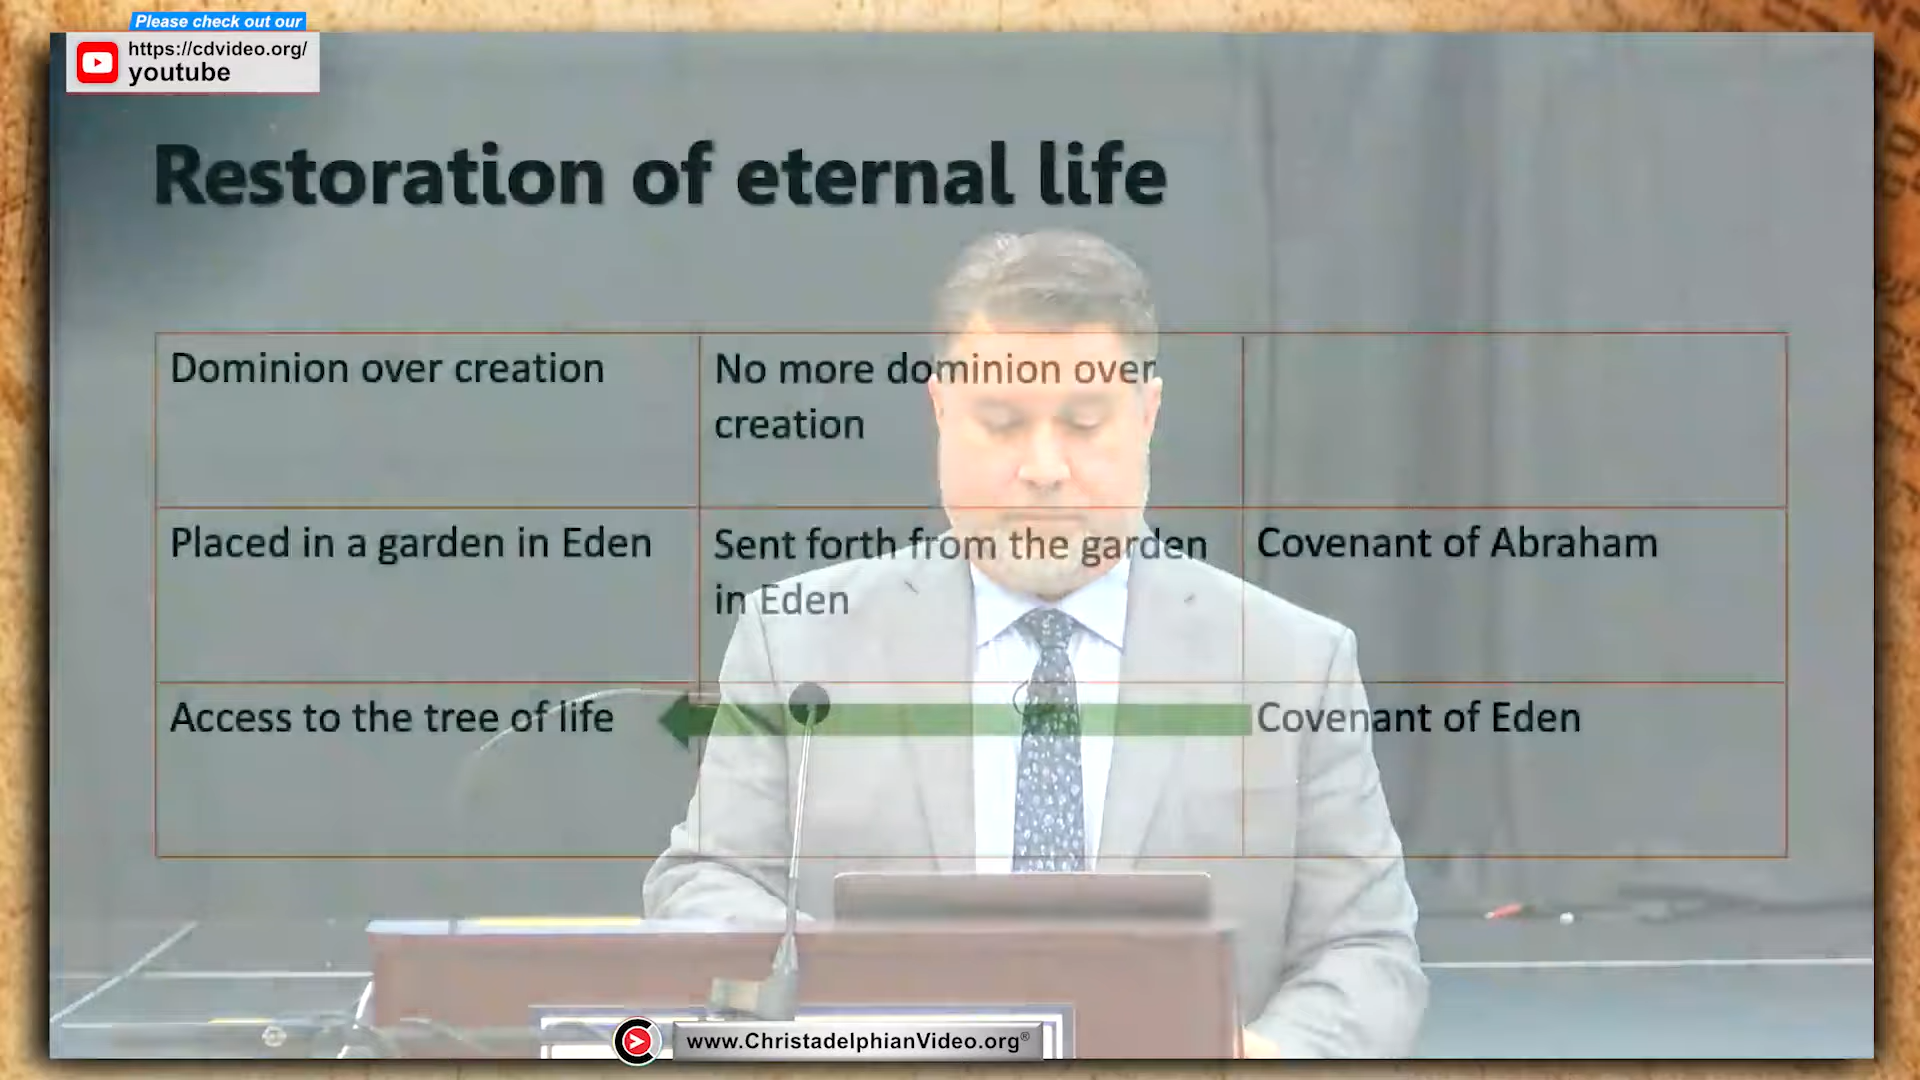 Please check out our
https://cdvideo.org/
youtube
Restoration of eternal life
Dominion over creation
No more dominion over
creation
Placed in a garden in Eden
Sent forth from the garden
in Eden
Covenant of Abraham
Access to the tree of life
Covenant of Eden
www.ChristadelphianVideo.org®